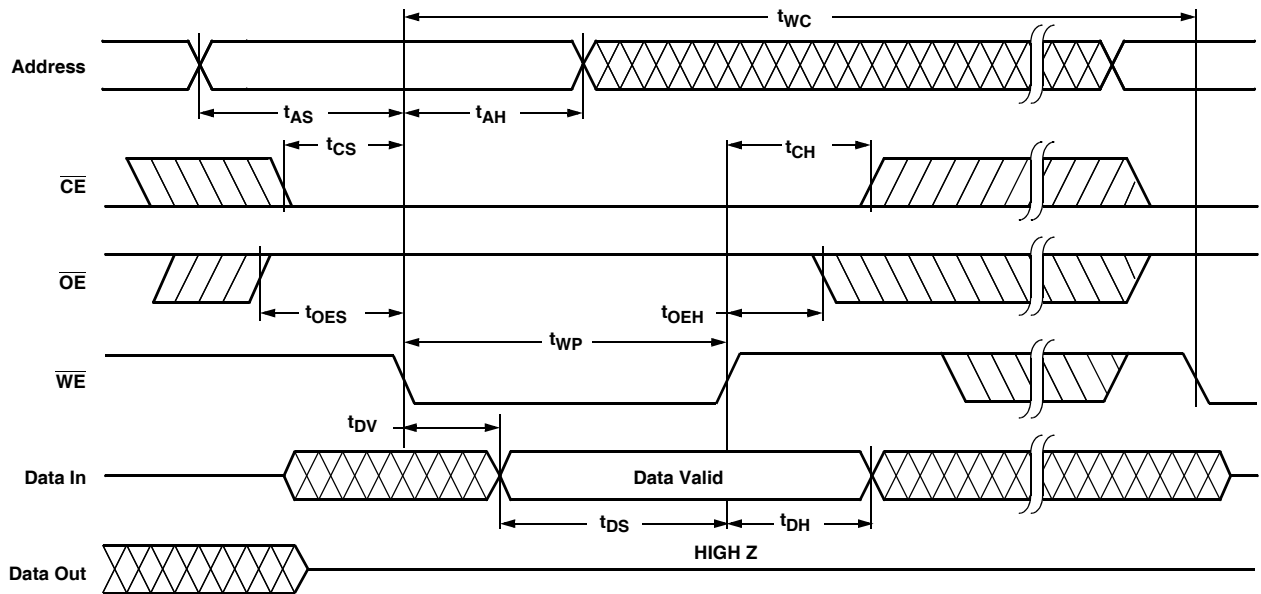 tWC
Address
tAS
tAH
tCS
tCH
CE
OE
tOES
tOEH
tWP
WE
tDV
Data In
Data Valid
tDS
tDH
HIGH Z
Data Out